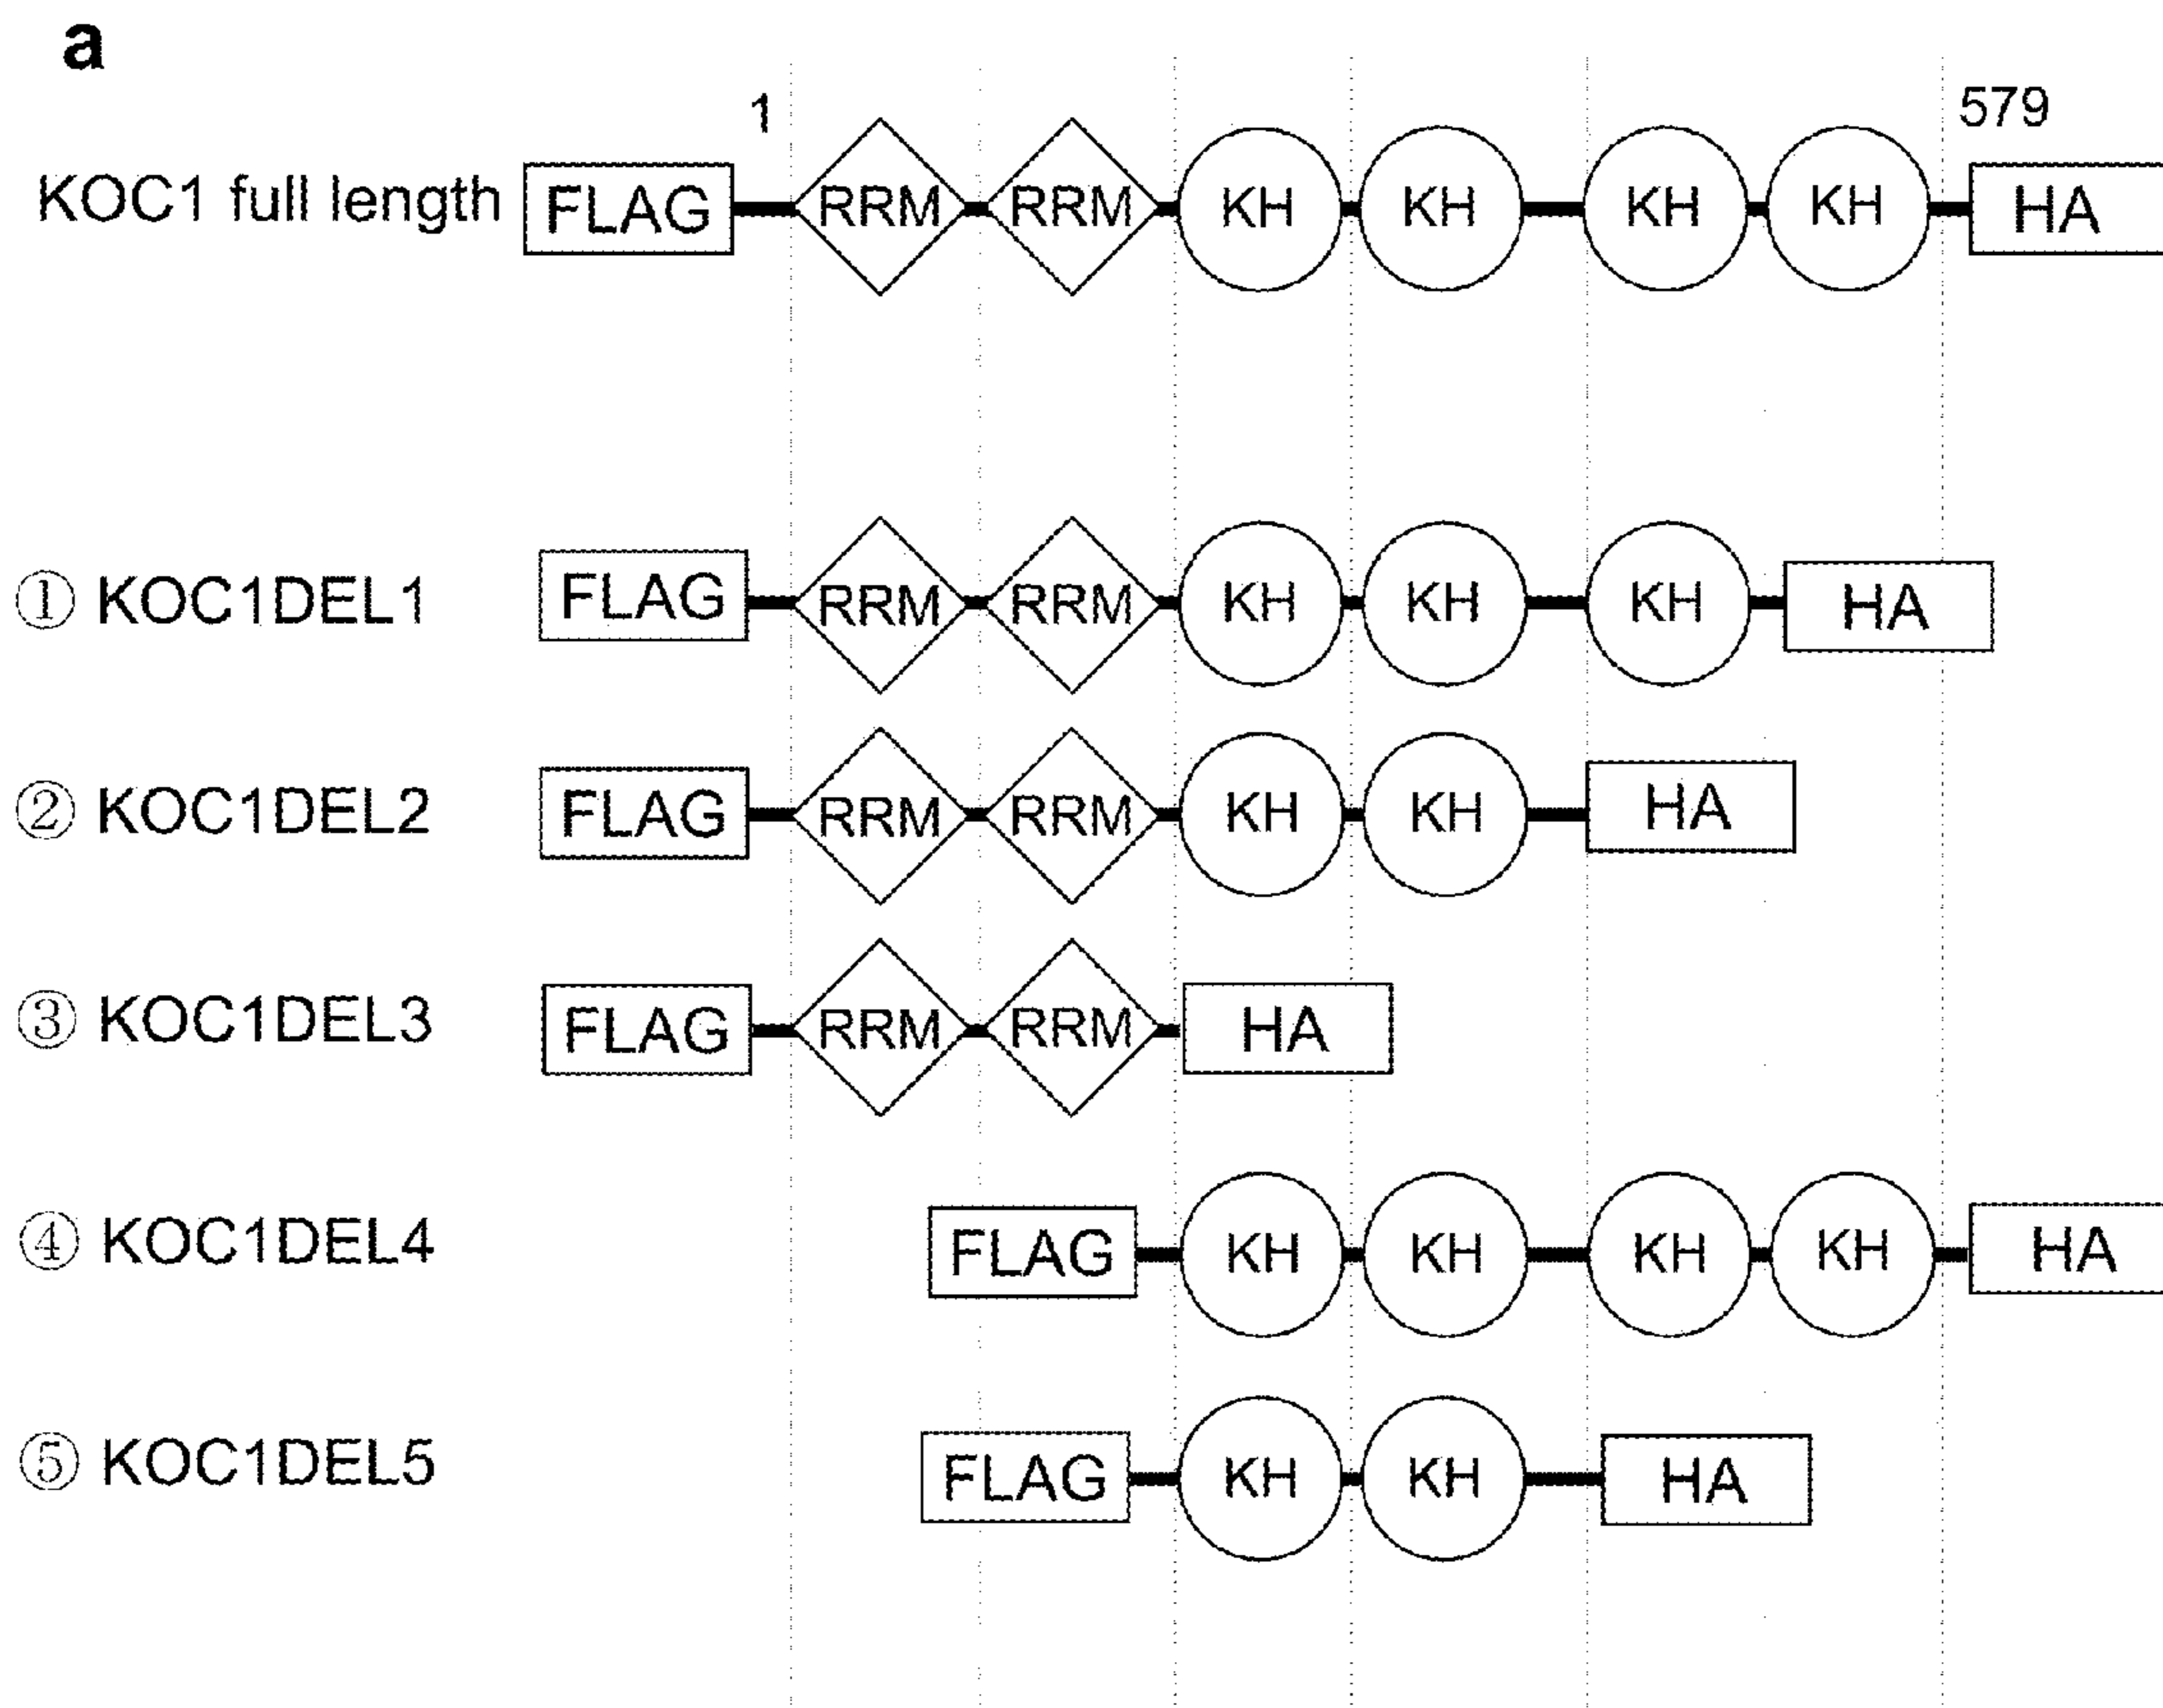 a
1 579
KOC1 full length FLAG RRM RRM KH KH KH KH HA
① KOC1DEL1 FLAG RRM RRM KH KH KH HA
② KOC1DEL2 FLAG RRM RRM KH KH HA
③ KOC1DEL3 FLAG RRM RRM HA
④ KOC1DEL4 FLAG KH KH KH KH HA
⑤ KOC1DEL5 FLAG KH KH HA